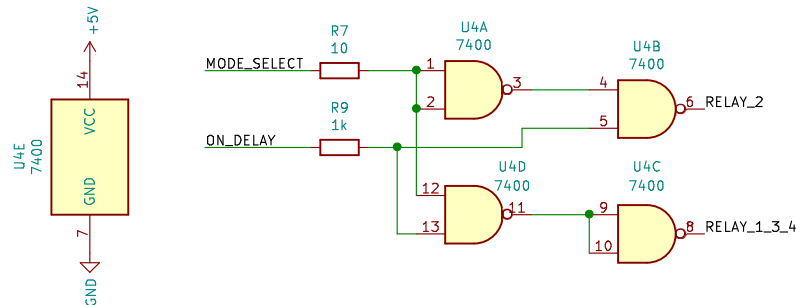 +5V
14
VCC
U4E
7400
GND
7
GND
MODE_SELECT
R7
10
ON_DELAY
R9
1k
U4A
7400
1
2
3
U4B
7400
4
5
6
RELAY_2
U4D
7400
12
13
11
U4C
7400
9
10
8
RELAY_1_3_4